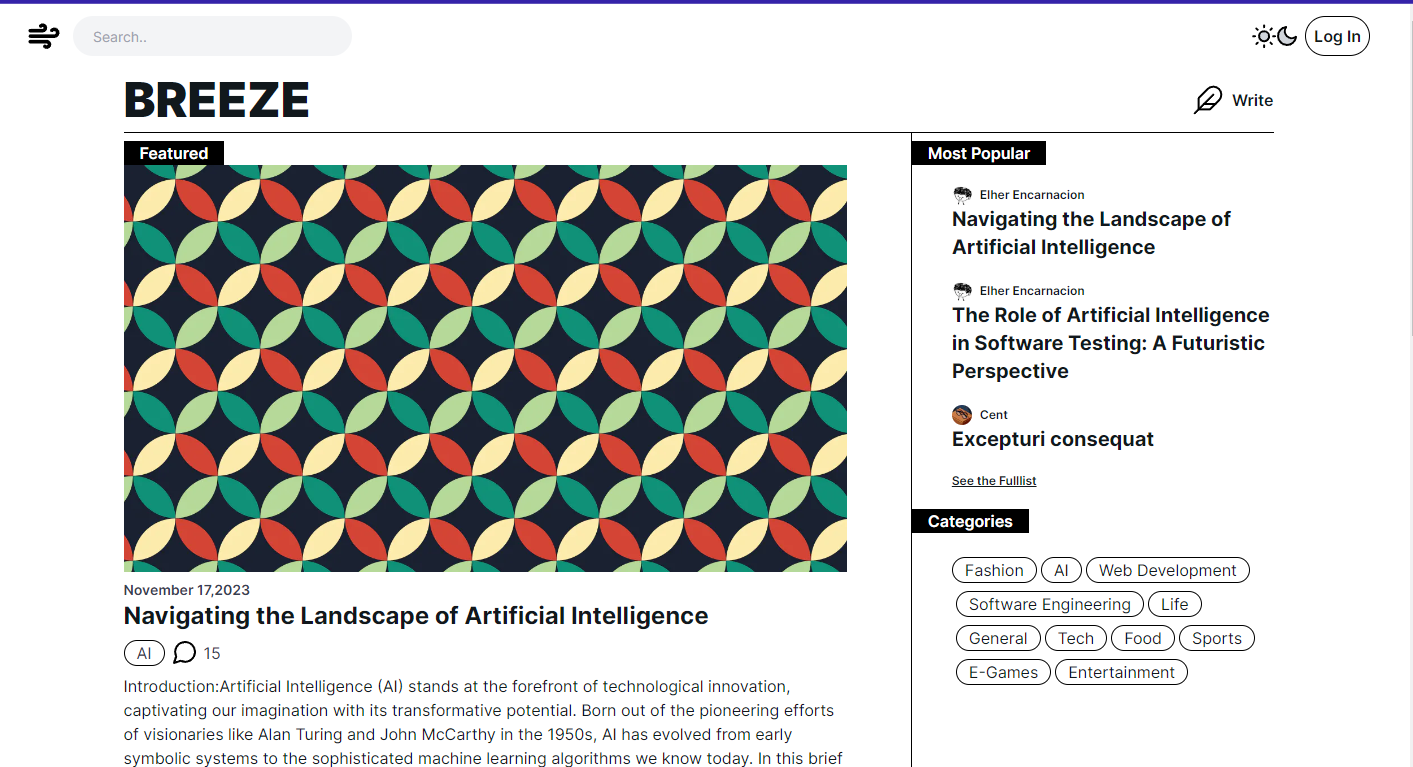 Search..
Log In
BREEZE
Write
Featured
November 17,2023
Navigating the Landscape of Artificial Intelligence
AI
15
Introduction:Artificial Intelligence (AI) stands at the forefront of technological innovation,
captivating our imagination with its transformative potential. Born out of the pioneering efforts
of visionaries like Alan Turing and John McCarthy in the 1950s, AI has evolved from early
symbolic systems to the sophisticated machine learning algorithms we know today. In this brief
Most Popular
Elher Encarnacion
Navigating the Landscape of
Artificial Intelligence
Elher Encarnacion
The Role of Artificial Intelligence
in Software Testing: A Futuristic
Perspective
Cent
Excepturi consequat
See the Fulllist
Categories
Fashion AI Web Development
Software Engineering Life
General Tech Food Sports
E-Games Entertainment